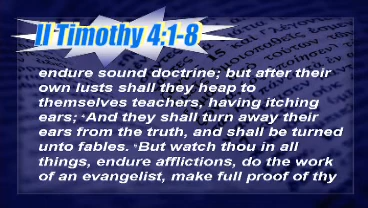 II Timothy 4:1-8
endure sound doctrine; but after their
own lusts shall they heap to
themselves teachers, having itching
ears; And they shall turn away their
ears from the truth, and shall be turned
unto fables. But watch thou in all
things, endure afflictions, do the work
of an evangelist, make full proof of thy